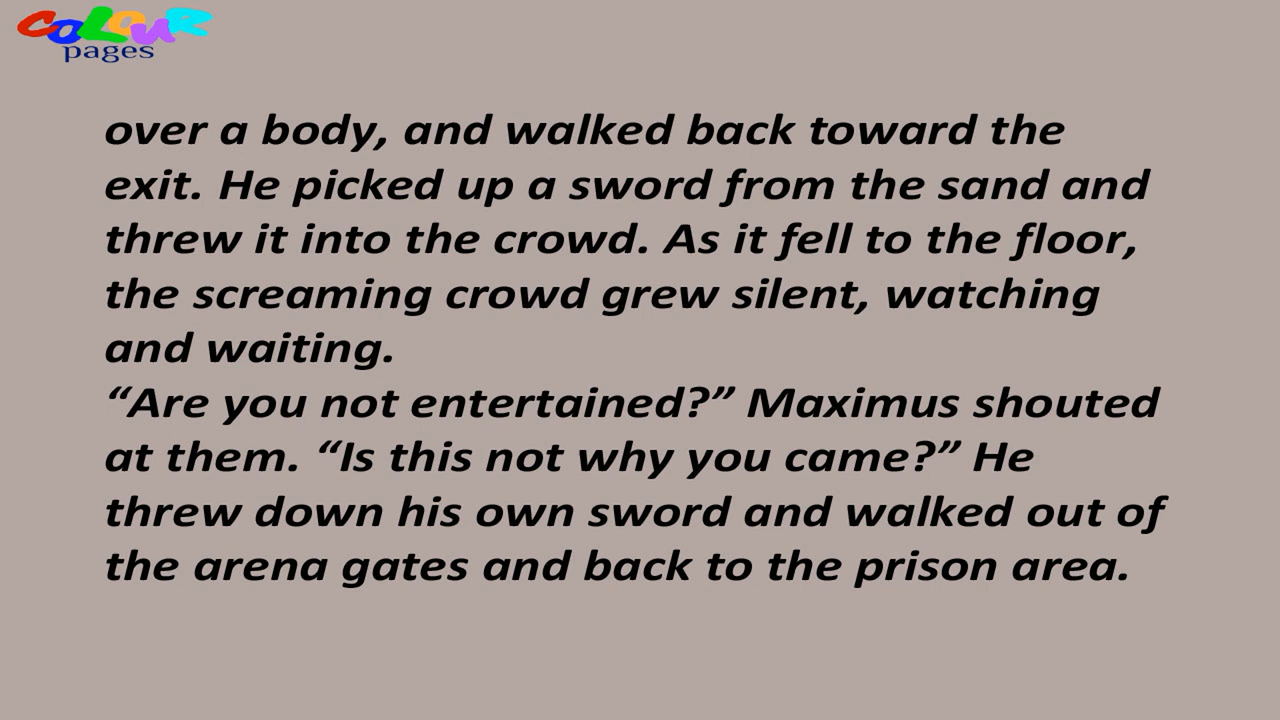 COLOUR
pages
over a body, and walked back toward the
exit. He picked up a sword from the sand and
threw it into the crowd. As it fell to the floor,
the screaming crowd grew silent, watching
and waiting.
“Are you not entertained?” Maximus shouted
at them. “Is this not why you came?” He
threw down his own sword and walked out of
the arena gates and back to the prison area.